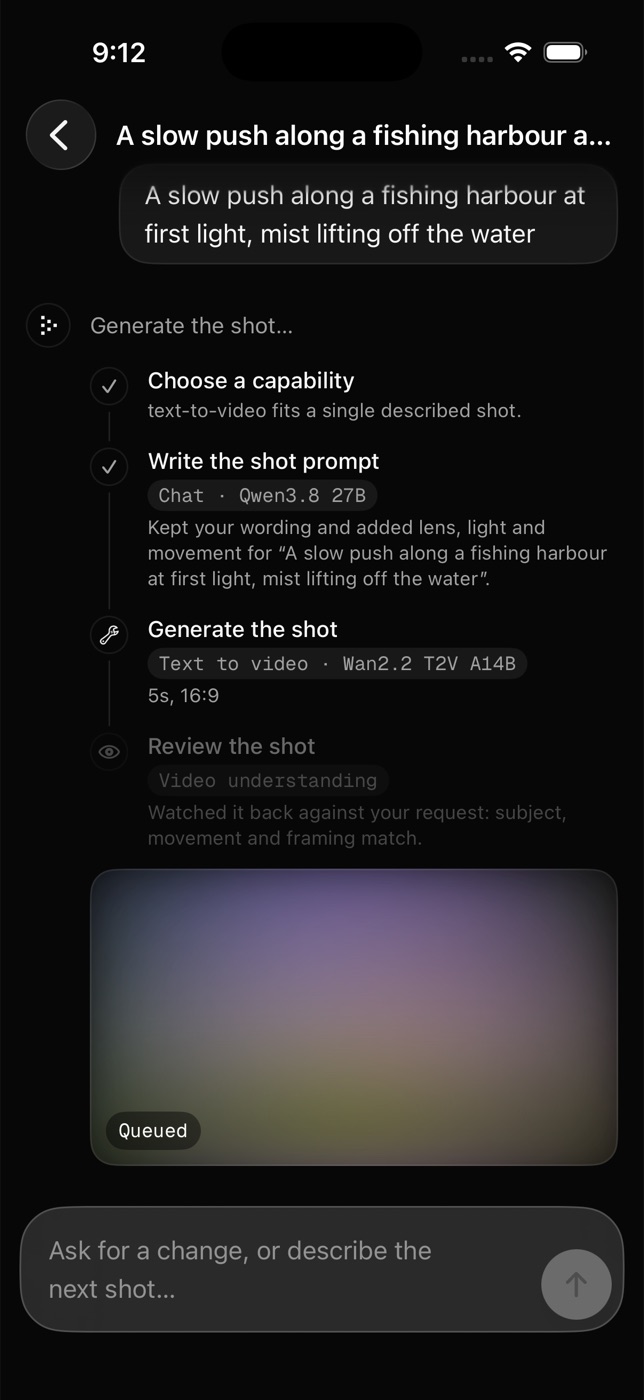 9:12
A slow push along a fishing harbour a...
A slow push along a fishing harbour at
first light, mist lifting off the water
Generate the shot...
Choose a capability
text-to-video fits a single described shot.
Write the shot prompt
Chat · Qwen3.8 27B
Kept your wording and added lens, light and
movement for “A slow push along a fishing harbour
at first light, mist lifting off the water”.
Generate the shot
Text to video · Wan2.2 T2V A14B
5s, 16:9
Review the shot
Video understanding
Watched it back against your request: subject,
movement and framing match.
Queued
Ask for a change, or describe the
next shot...